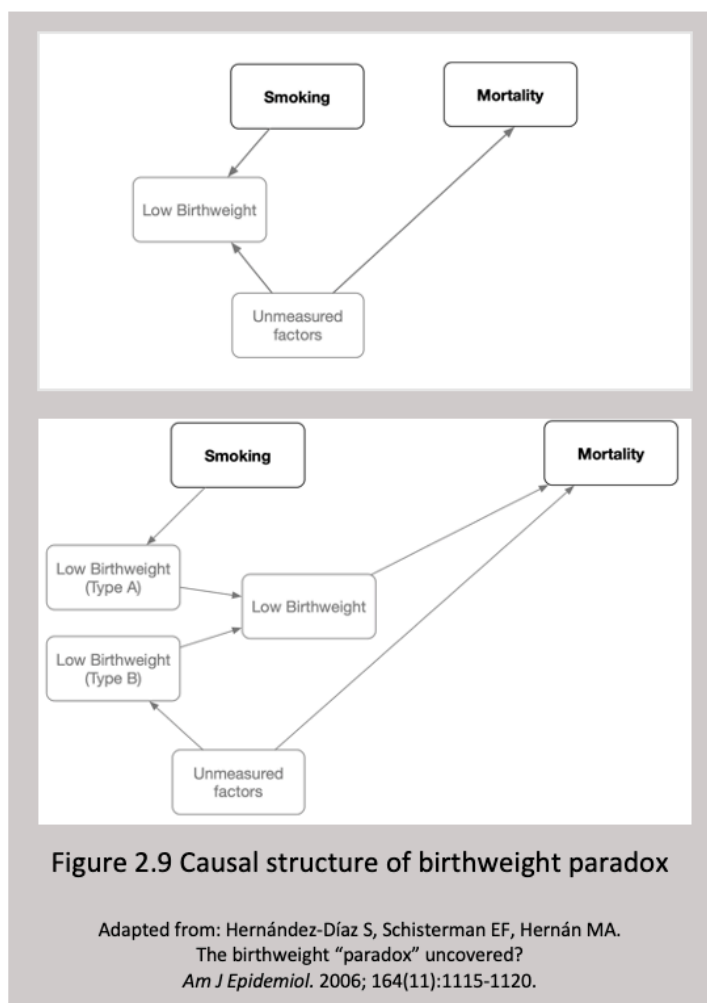 Smoking
Mortality
Low Birthweight
Unmeasured
factors
Smoking
Mortality
Low Birthweight
(Type A)
Low Birthweight
Low Birthweight
(Type B)
Unmeasured
factors
Figure 2.9 Causal structure of birthweight paradox
Adapted from: Hernández-Díaz S, Schisterman EF, Hernán MA.
The birthweight “paradox” uncovered?
Am J Epidemiol. 2006; 164(11):1115-1120.